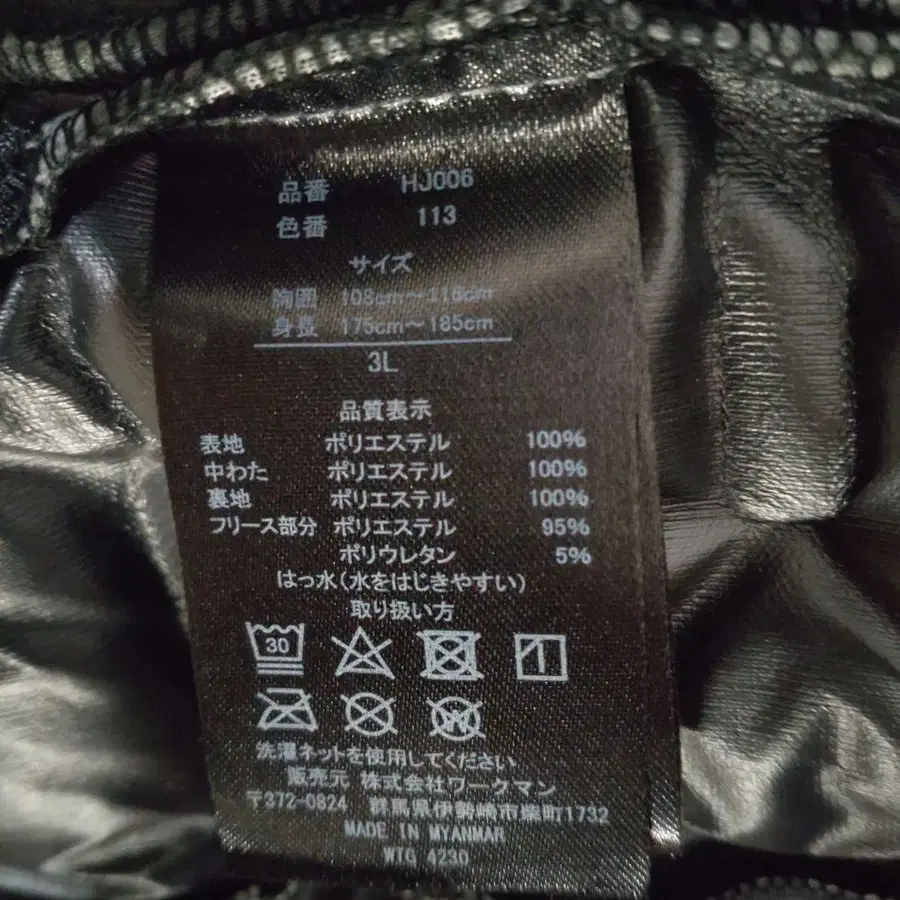 品番 HJ006
色番 113
サイズ
胸囲 108cm～116cm
身長 175cm～185cm
3L
品質表示
表地 ポリエステル 100%
中わた ポリエステル 100%
裏地 ポリエステル 100%
フリース部分 ポリエステル 95%
ポリウレタン 5%
はっ水(水をはじきやすい)
取り扱い方
30
W
洗濯ネットを使用してください
販売元 株式会社ワークマン
〒372-0824 群馬県伊勢崎市柴町1732
MADE IN MYANMAR
WTG 4230